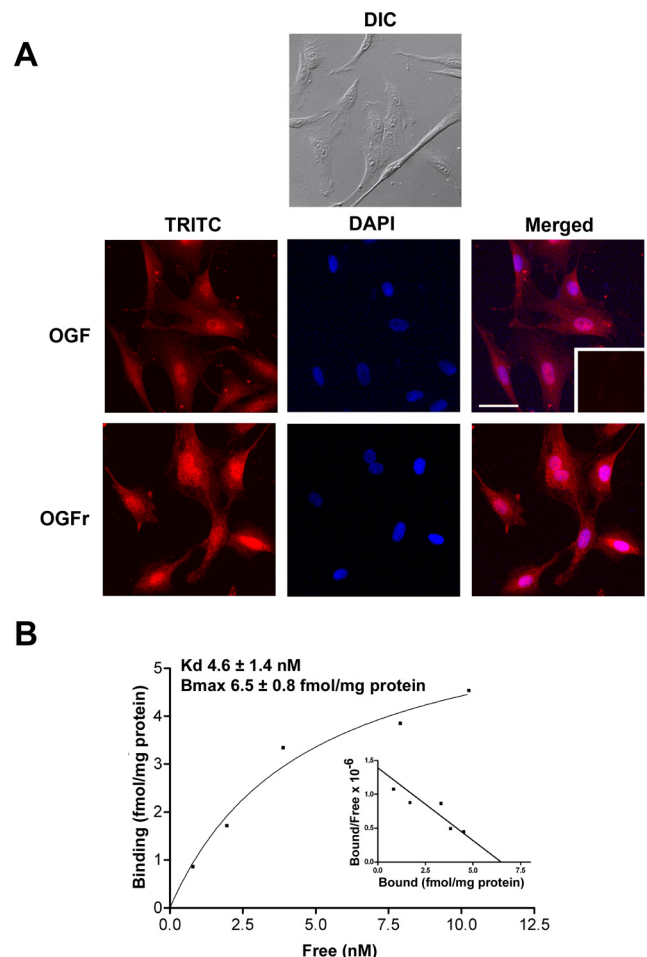 DIC
A
TRITC
DAPI
Merged
OGF
OGFr
B
Kd 4.6 ± 1.4 nM
Bmax 6.5 ± 0.8 fmol/mg protein
Binding (fmol/mg protein)
5
4
3
2
1
0
0.0
2.5
5.0
7.5
10.0
12.5
Free (nM)
Bound/Free x 10⁻⁶
1.5
1.0
0.5
0.0
0.0
2.5
5.0
7.5
Bound (fmol/mg protein)